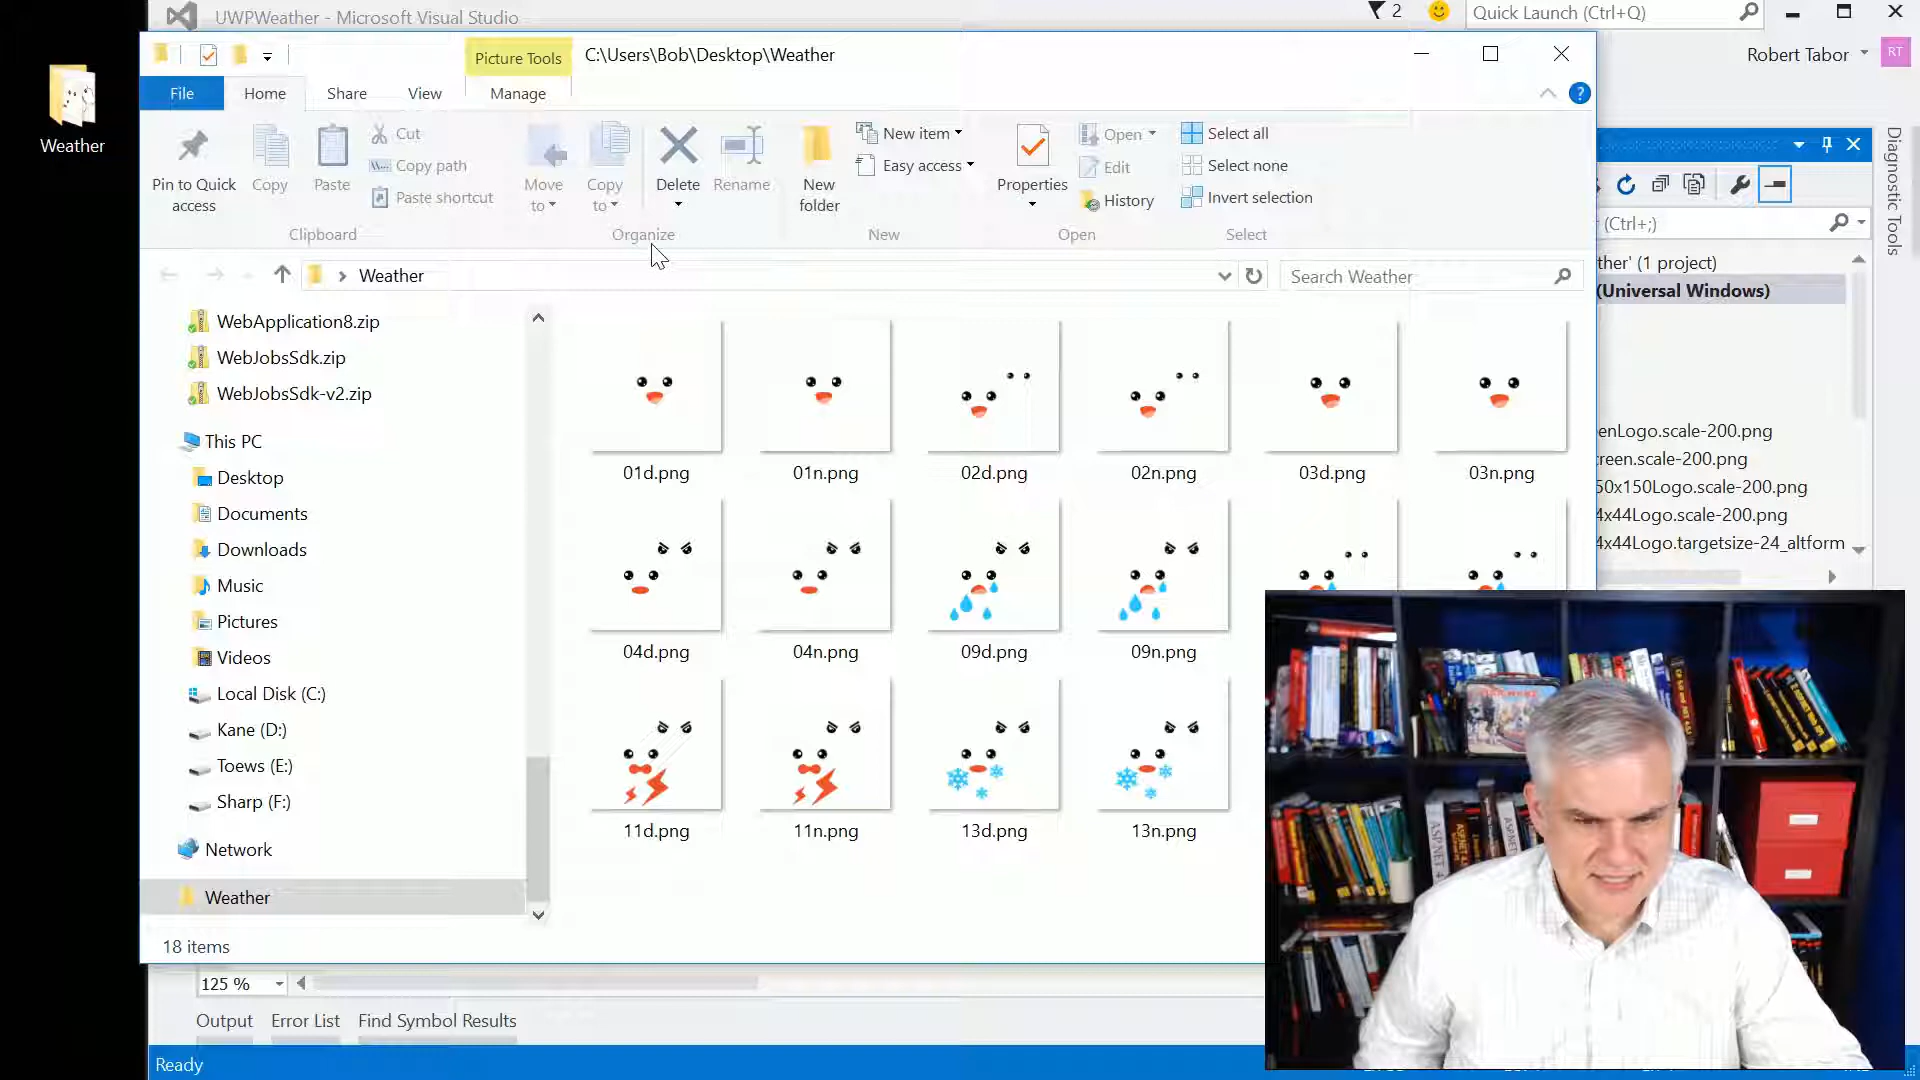 UWPWeather - Microsoft Visual Studio
2
Quick Launch (Ctrl+Q)
Robert Tabor
RT
Picture Tools
C:\Users\Bob\Desktop\Weather
File
Home
Share
View
Manage
Pin to Quick access
Copy
Paste
Cut
Copy path
Paste shortcut
Move to
Copy to
Delete
Rename
New folder
New item
Easy access
Properties
Open
Edit
History
Select all
Select none
Invert selection
Clipboard
Organize
New
Open
Select
Weather
Search Weather
Weather
WebApplication8.zip
WebJobsSdk.zip
WebJobsSdk-v2.zip
This PC
Desktop
Documents
Downloads
Music
Pictures
Videos
Local Disk (C:)
Kane (D:)
Toews (E:)
Sharp (F:)
Network
Weather
18 items
01d.png
01n.png
02d.png
02n.png
03d.png
03n.png
04d.png
04n.png
09d.png
09n.png
11d.png
11n.png
13d.png
13n.png
Diagnostic Tools
(Ctrl+;)
ther' (1 project)
(Universal Windows)
enLogo.scale-200.png
creen.scale-200.png
50x150Logo.scale-200.png
4x44Logo.scale-200.png
4x44Logo.targetsize-24_altform
125 %
Output
Error List
Find Symbol Results
Ready
ASP.NET